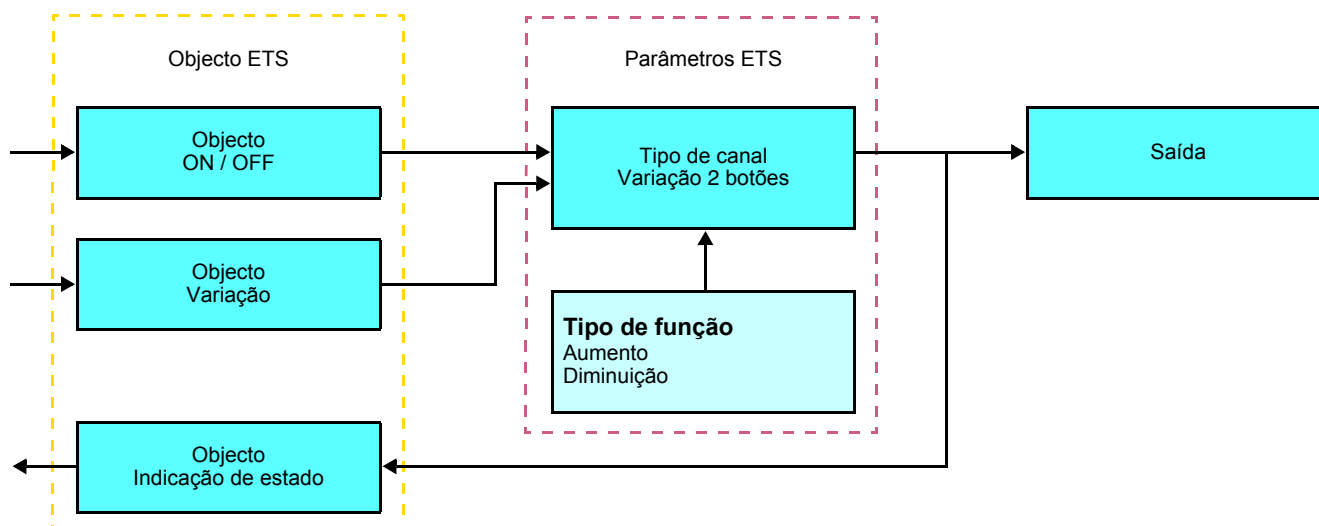 Objecto ETS
Parâmetros ETS
Objecto
ON / OFF
Tipo de canal
Variação 2 botões
Saída
Objecto
Variação
Tipo de função
Aumento
Diminuição
Objecto
Indicação de estado